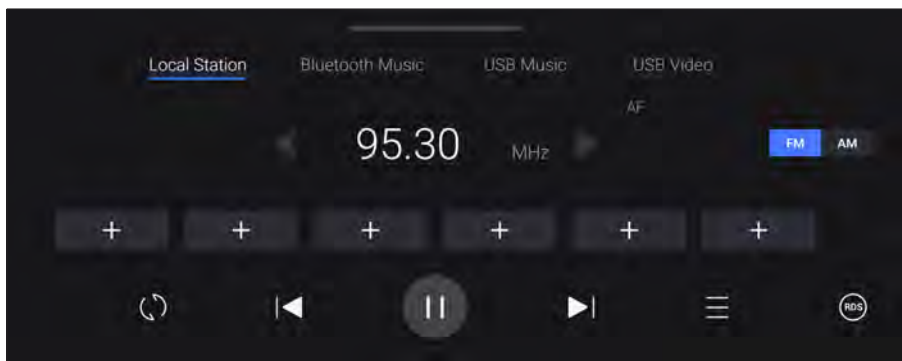 Local Station Bluetooth Music USB Music USB Video
AF
95.30 MHz FM AM
+ + + + + +
RDS